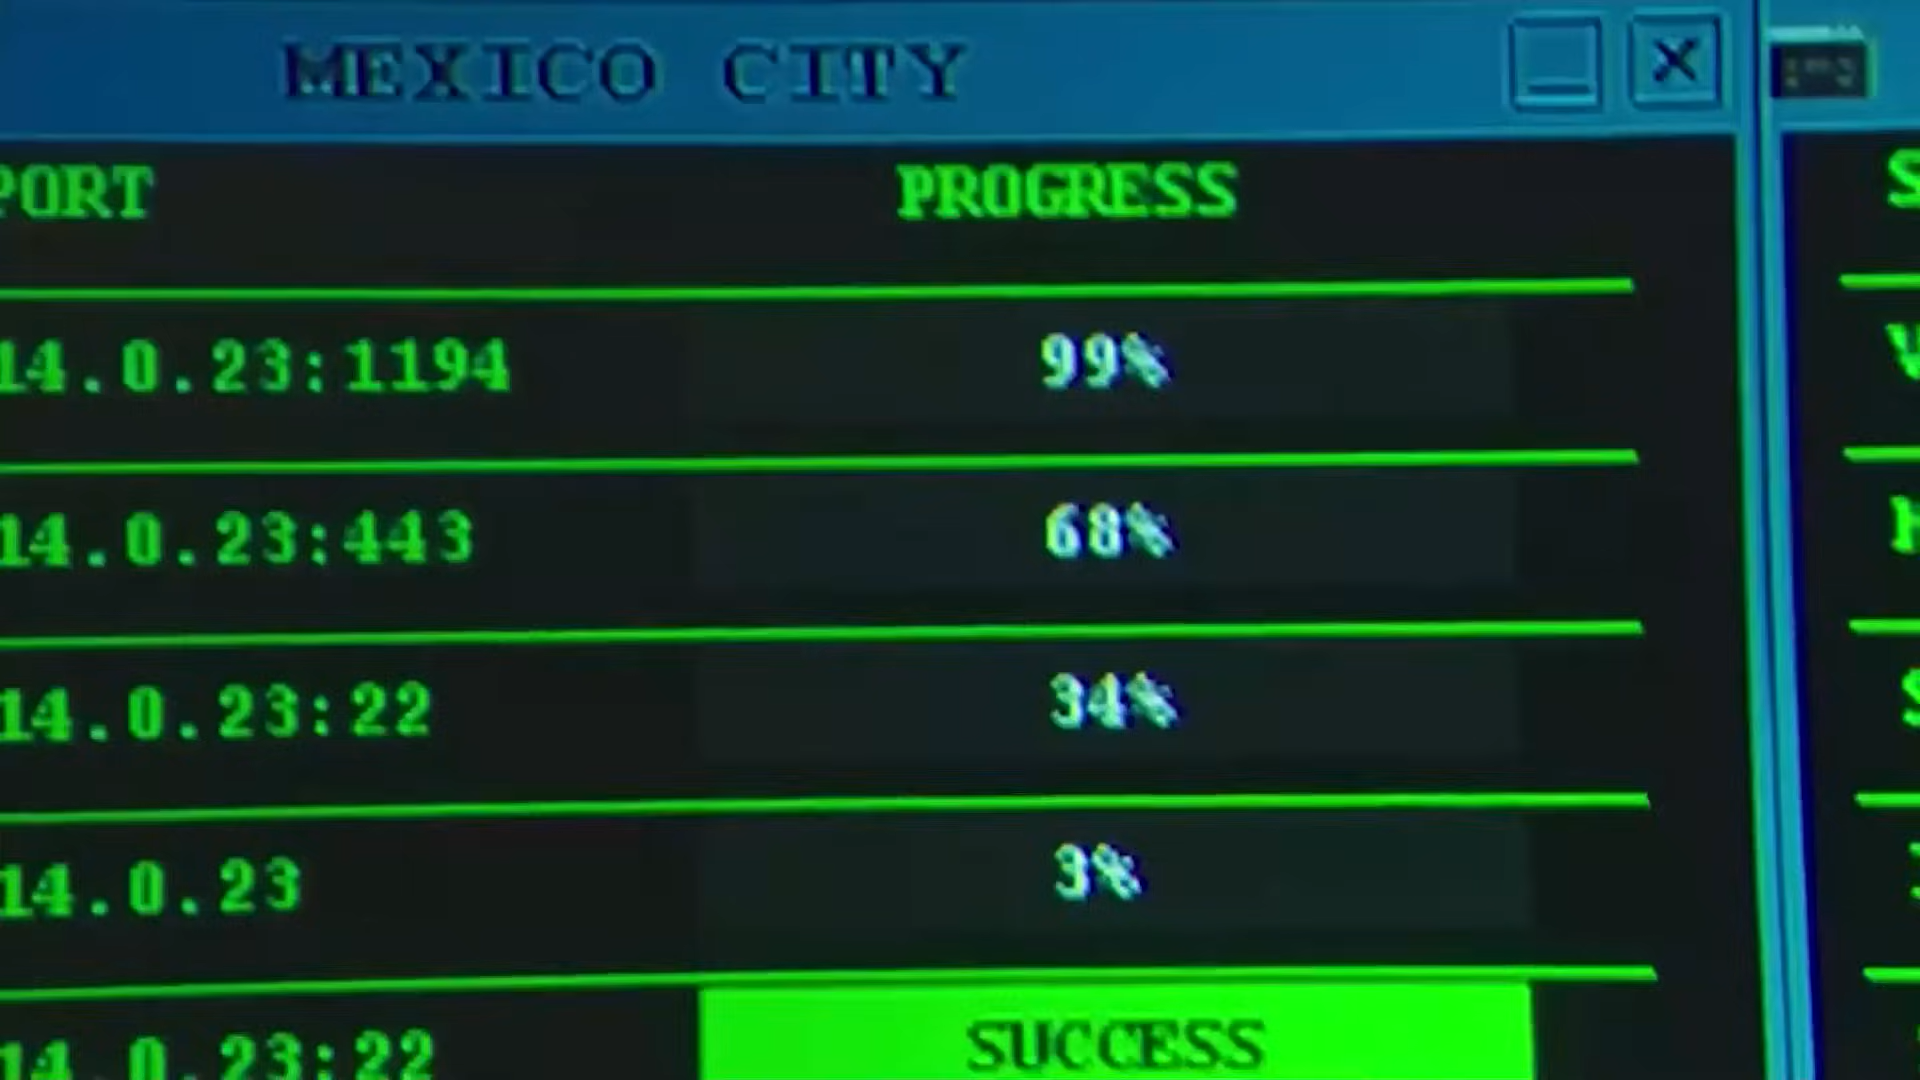 MEXICO CITY
PORT PROGRESS
14.0.23:1194 99%
14.0.23:443 68%
14.0.23:22 34%
14.0.23 3%
14.0.23:22 SUCCESS